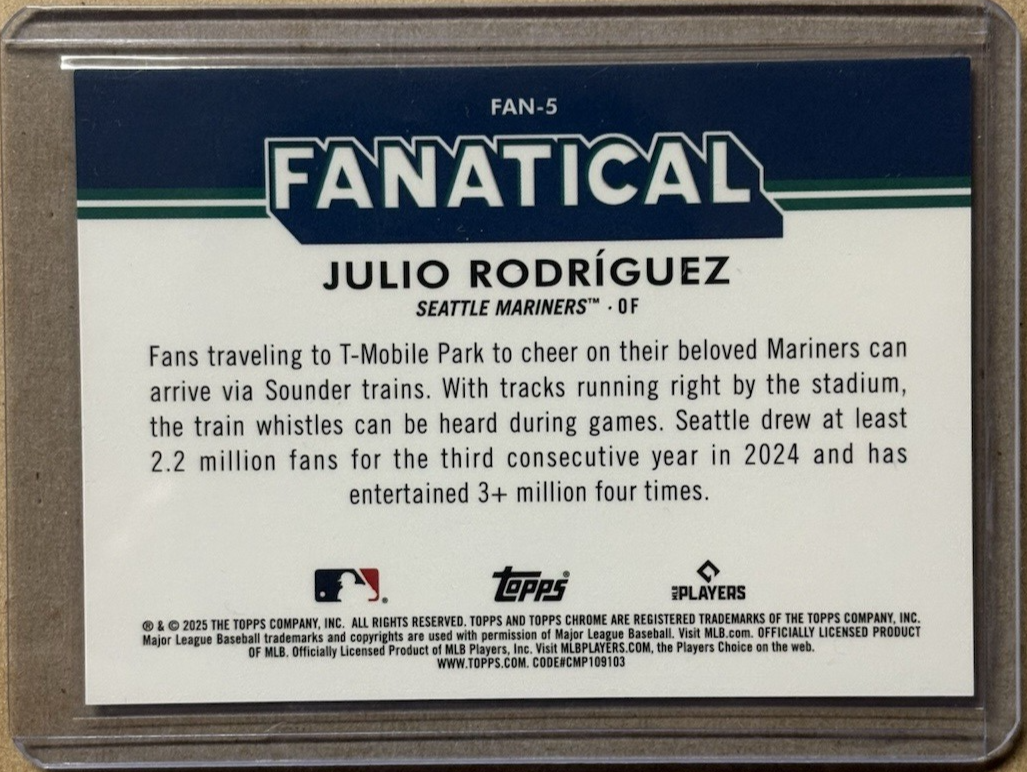 FAN-5
FANATICAL
JULIO RODRÍGUEZ
SEATTLE MARINERS™ · OF
Fans traveling to T-Mobile Park to cheer on their beloved Mariners can
arrive via Sounder trains. With tracks running right by the stadium,
the train whistles can be heard during games. Seattle drew at least
2.2 million fans for the third consecutive year in 2024 and has
entertained 3+ million four times.
® topps® MLB PLAYERS
® & © 2025 THE TOPPS COMPANY, INC. ALL RIGHTS RESERVED. TOPPS AND TOPPS CHROME ARE REGISTERED TRADEMARKS OF THE TOPPS COMPANY, INC.
Major League Baseball trademarks and copyrights are used with permission of Major League Baseball. Visit MLB.com. OFFICIALLY LICENSED PRODUCT
OF MLB. Officially Licensed Product of MLB Players, Inc. Visit MLBPLAYERS.COM, the Players Choice on the web.
WWW.TOPPS.COM. CODE#CMP109103